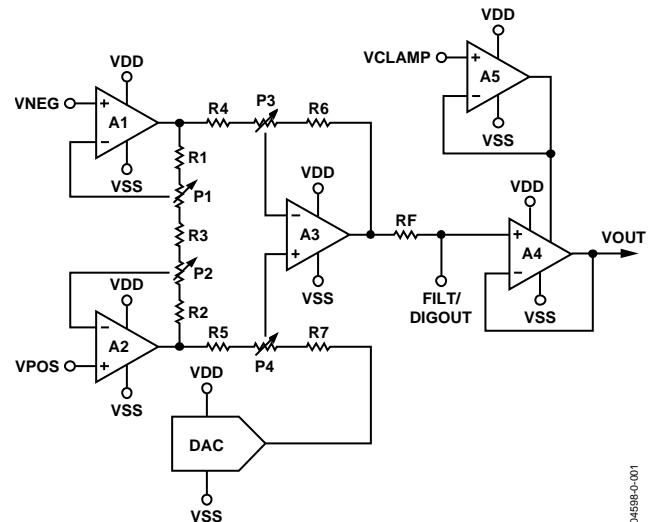 VDD
VCLAMP
A5
VDD
VNEG
A1
P3
R4
R6
VSS
R1
VSS
P1
VDD
VDD
R3
A3
RF
A4
VOUT
P2
VDD
R2
VSS
FILT/
DIGOUT
VSS
A2
R5
R7
VPOS
P4
VSS
VDD
DAC
VSS
04598-0-001